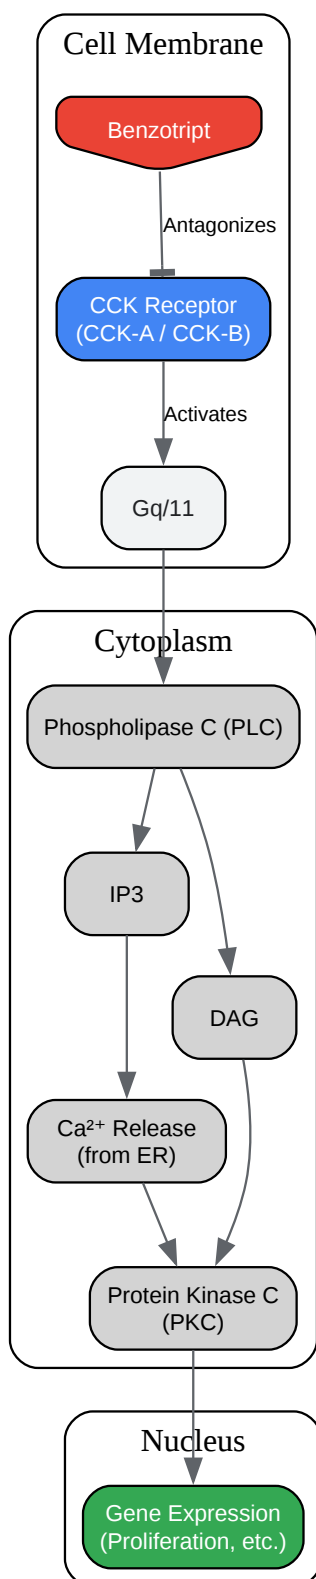 Cell Membrane
Benzotript
Antagonizes
CCK Receptor
(CCK-A / CCK-B)
Activates
Gq/11
Cytoplasm
Phospholipase C (PLC)
IP3
DAG
Ca²⁺ Release
(from ER)
Protein Kinase C
(PKC)
Nucleus
Gene Expression
(Proliferation, etc.)